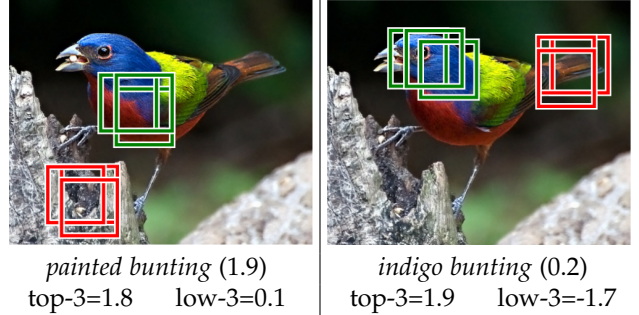 painted bunting (1.9)
top-3=1.8 low-3=0.1
indigo bunting (0.2)
top-3=1.9 low-3=-1.7